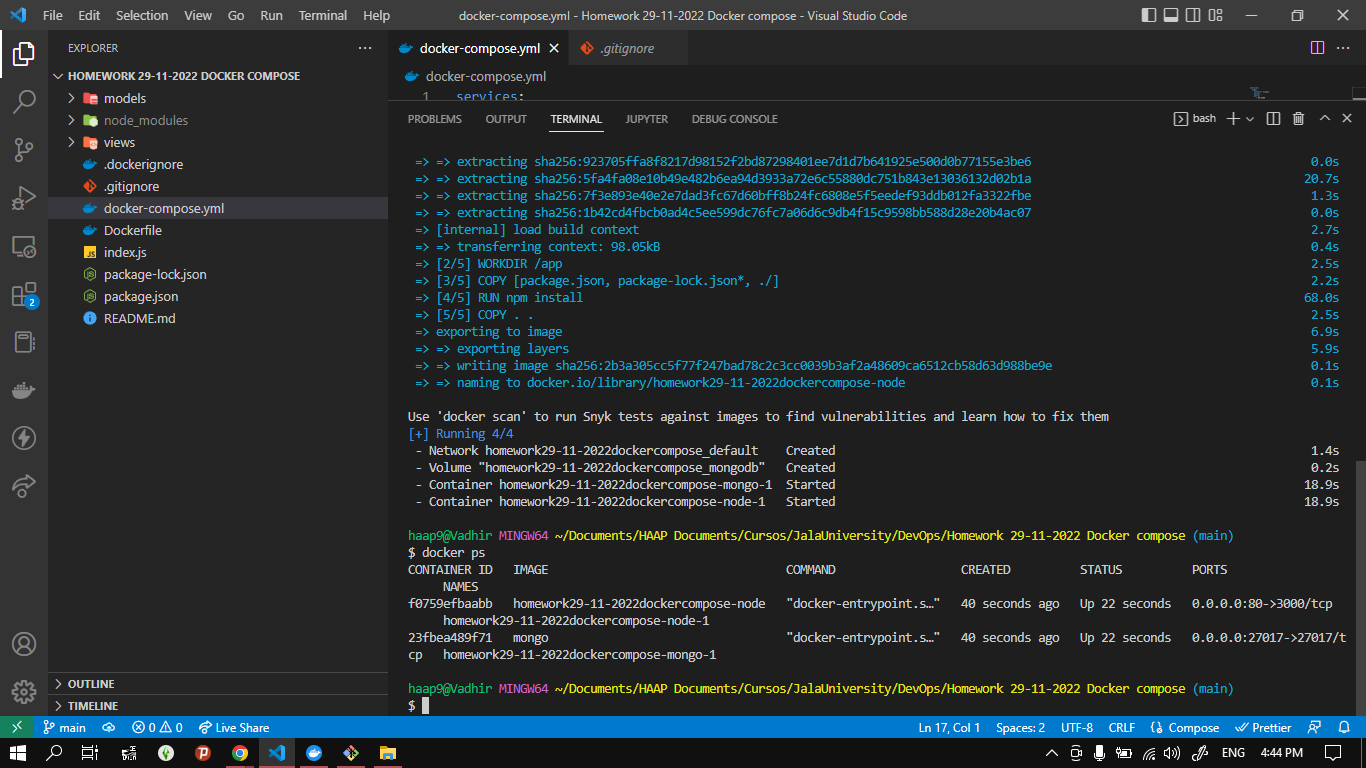 File Edit Selection View Go Run Terminal Help docker-compose.yml - Homework 29-11-2022 Docker compose - Visual Studio Code
EXPLORER
HOMEWORK 29-11-2022 DOCKER COMPOSE
models
node_modules
views
.dockerignore
.gitignore
docker-compose.yml
Dockerfile
index.js
package-lock.json
package.json
README.md
OUTLINE
TIMELINE
2
docker-compose.yml .gitignore
docker-compose.yml
1 services:
PROBLEMS OUTPUT TERMINAL JUPYTER DEBUG CONSOLE bash
=> => extracting sha256:923705ffa8f8217d98152f2bd87298401ee7d1d7b641925e500d0b77155e3be6 0.0s
=> => extracting sha256:5fa4fa08e10b49e482b6ea94d3933a72e6c55880dc751b843e13036132d02b1a 20.7s
=> => extracting sha256:7f3e893e40e2e7dad3fc67d60bff8b24fc6808e5f5eedef93ddb012fa3322fbe 1.3s
=> => extracting sha256:1b42cd4fbcb0ad4c5ee599dc76fc7a06d6c9db4f15c9598bb588d28e20b4ac07 0.0s
=> [internal] load build context 2.7s
=> => transferring context: 98.05kB 0.4s
=> [2/5] WORKDIR /app 2.5s
=> [3/5] COPY [package.json, package-lock.json*, ./] 2.2s
=> [4/5] RUN npm install 68.0s
=> [5/5] COPY . . 2.5s
=> exporting to image 6.9s
=> => exporting layers 5.9s
=> => writing image sha256:2b3a305cc5f77f247bad78c2c3cc0039b3af2a48609ca6512cb58d63d988be9e 0.1s
=> => naming to docker.io/library/homework29-11-2022dockercompose-node 0.1s
Use 'docker scan' to run Snyk tests against images to find vulnerabilities and learn how to fix them
[+] Running 4/4
- Network homework29-11-2022dockercompose_default Created 1.4s
- Volume "homework29-11-2022dockercompose_mongodb" Created 0.2s
- Container homework29-11-2022dockercompose-mongo-1 Started 18.9s
- Container homework29-11-2022dockercompose-node-1 Started 18.9s
haap9@Vadhir MINGW64 ~/Documents/HAAP Documents/Cursos/JalaUniversity/DevOps/Homework 29-11-2022 Docker compose (main)
$ docker ps
CONTAINER ID IMAGE COMMAND CREATED STATUS PORTS
NAMES
f0759efbaabb homework29-11-2022dockercompose-node "docker-entrypoint.s…" 40 seconds ago Up 22 seconds 0.0.0.0:80->3000/tcp
homework29-11-2022dockercompose-node-1
23fbea489f71 mongo "docker-entrypoint.s…" 40 seconds ago Up 22 seconds 0.0.0.0:27017->27017/t
cp homework29-11-2022dockercompose-mongo-1
haap9@Vadhir MINGW64 ~/Documents/HAAP Documents/Cursos/JalaUniversity/DevOps/Homework 29-11-2022 Docker compose (main)
$
main 0 0 Live Share Ln 17, Col 1 Spaces: 2 UTF-8 CRLF Compose Prettier
ENG 4:44 PM